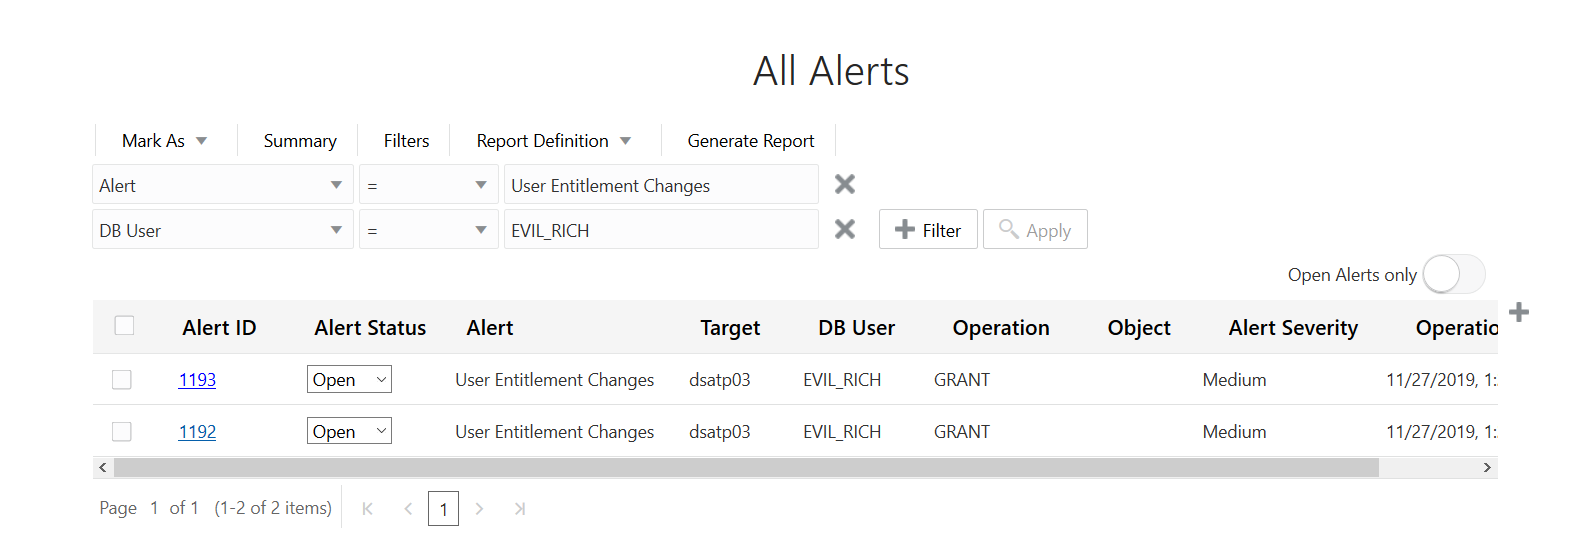 All Alerts
Mark As Summary Filters Report Definition Generate Report
Alert = User Entitlement Changes
DB User = EVIL_RICH Filter Apply
Open Alerts only
Alert ID Alert Status Alert Target DB User Operation Object Alert Severity Operatio
1193 Open User Entitlement Changes dsatp03 EVIL_RICH GRANT Medium 11/27/2019, 1:
1192 Open User Entitlement Changes dsatp03 EVIL_RICH GRANT Medium 11/27/2019, 1:
Page 1 of 1 (1-2 of 2 items) 1